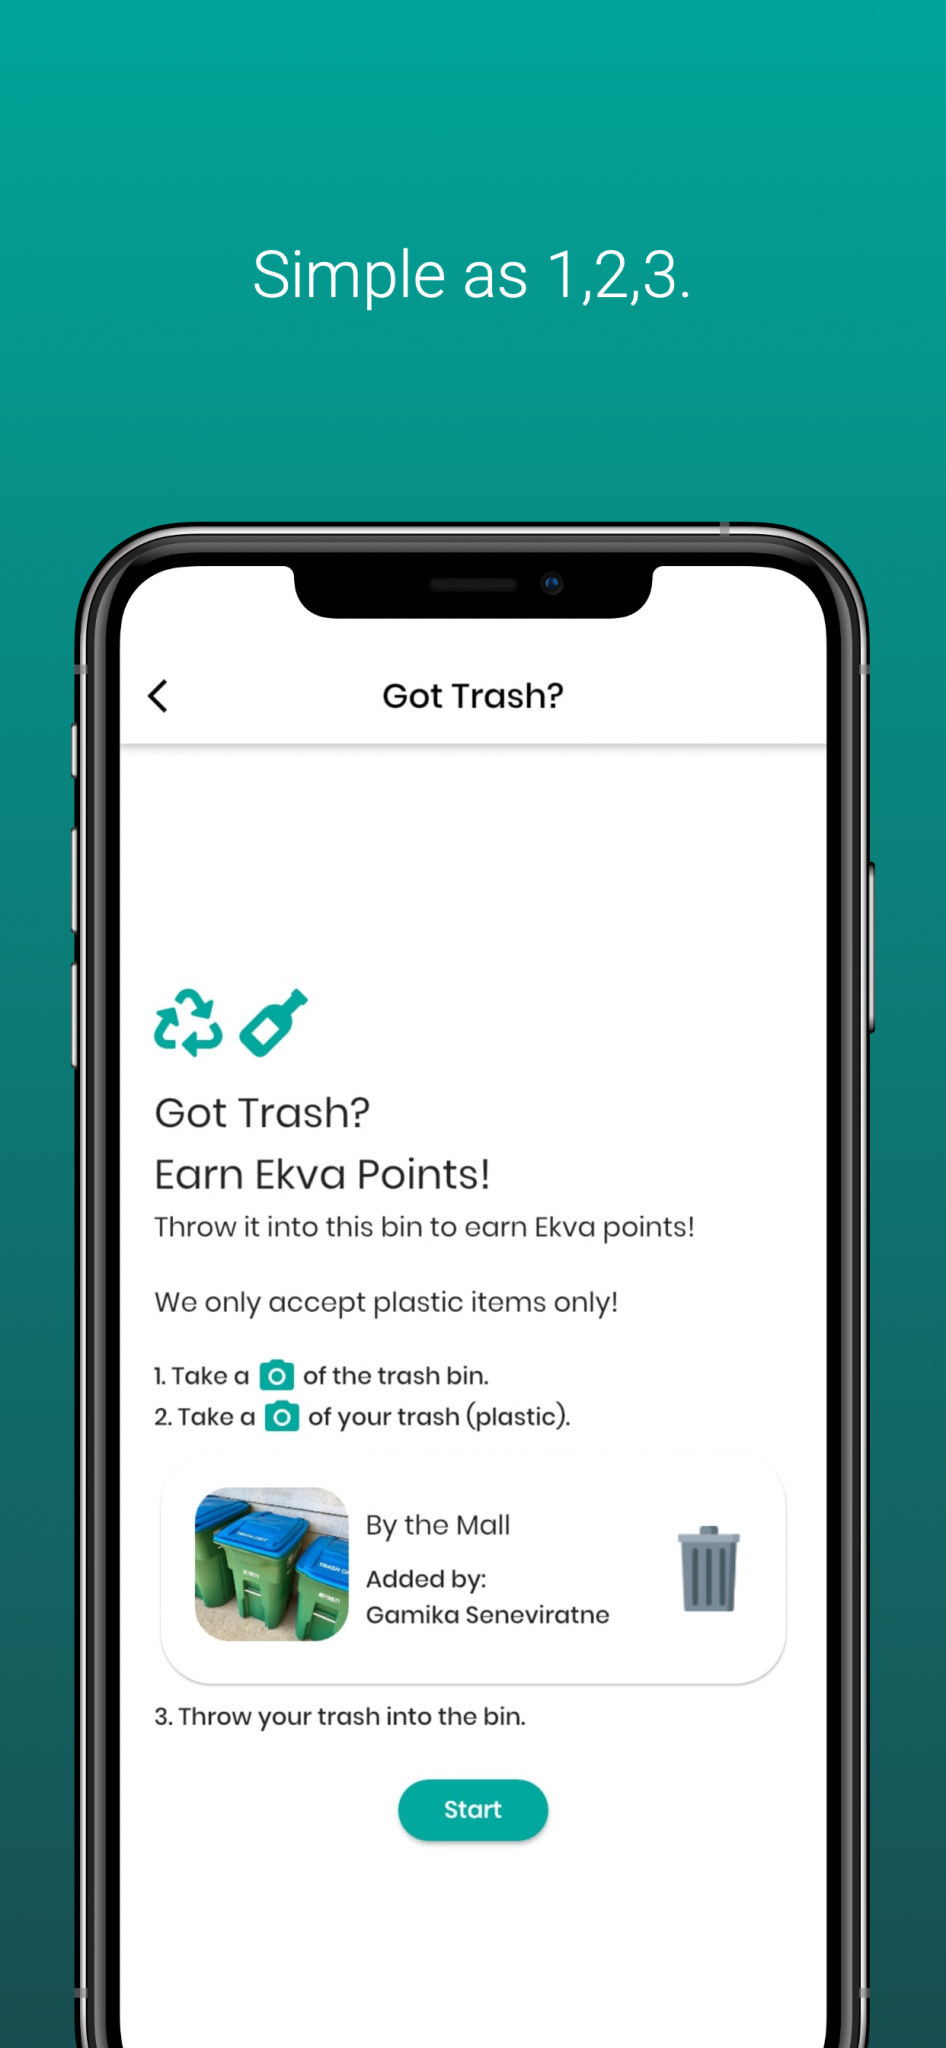 Simple as 1,2,3.
Got Trash?
Got Trash?
Earn Ekva Points!
Throw it into this bin to earn Ekva points!
We only accept plastic items only!
1. Take a of the trash bin.
2. Take a of your trash (plastic).
By the Mall
Added by:
Gamika Seneviratne
3. Throw your trash into the bin.
Start